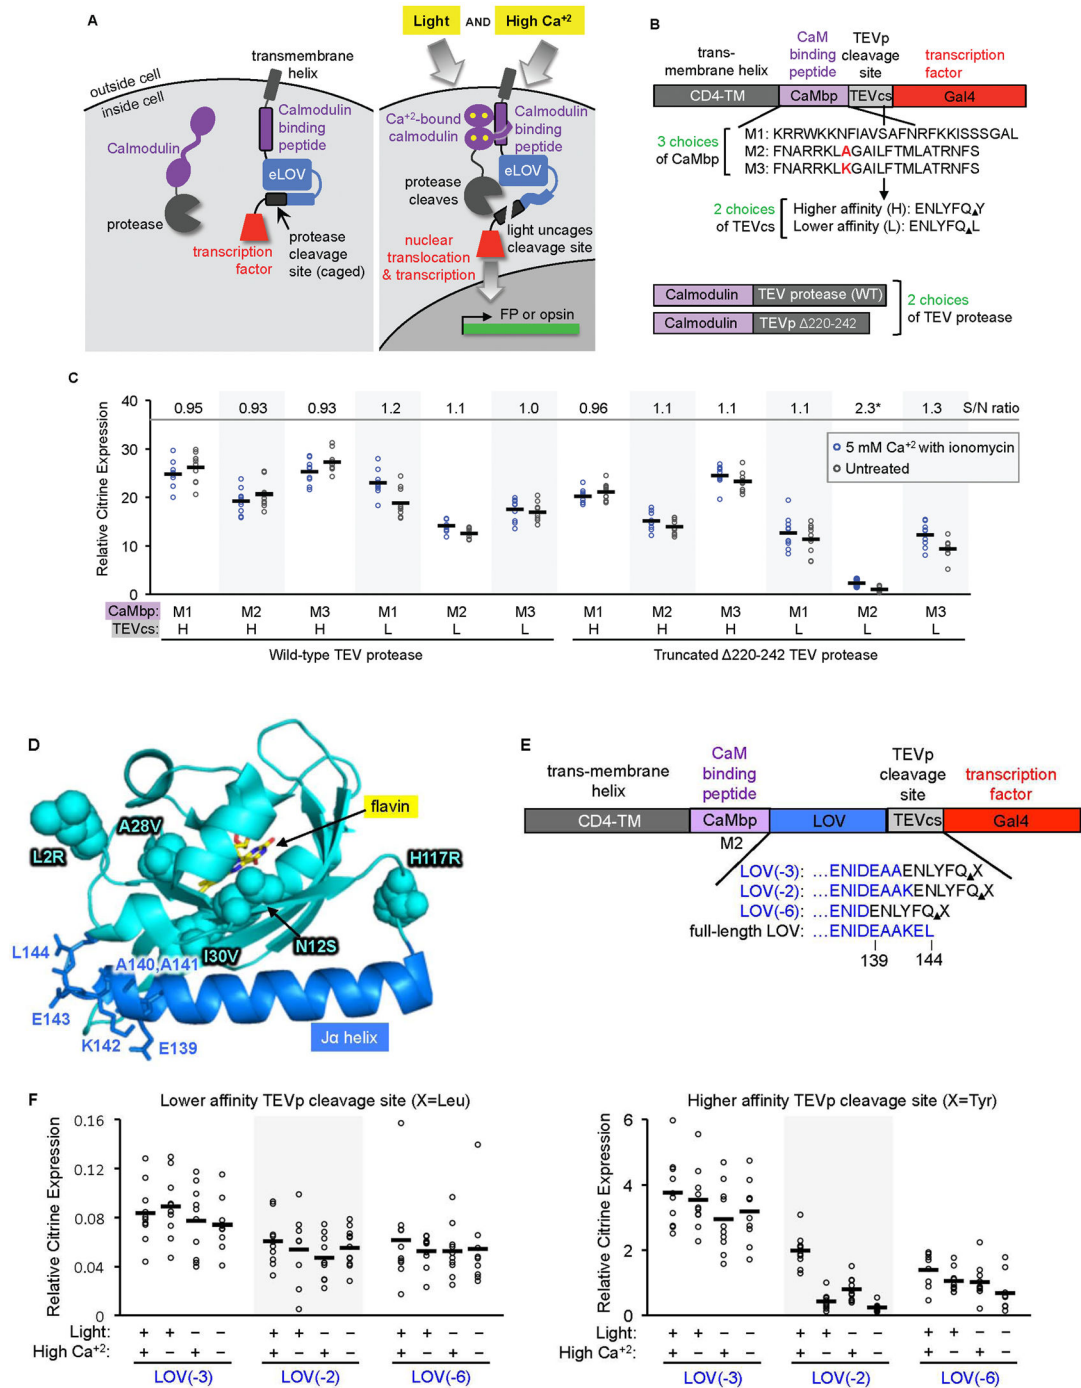 A
Light AND High Ca+2
outside cell
inside cell
transmembrane
helix
Calmodulin
Calmodulin
binding
peptide
eLOV
protease
transcription
factor
protease
cleavage
site (caged)
Ca+2-bound
calmodulin
Calmodulin
binding
peptide
eLOV
protease
cleaves
light uncages
cleavage site
nuclear
translocation
& transcription
FP or opsin
B
trans-
membrane helix
CaM
binding
peptide
TEVp
cleavage
site
transcription
factor
CD4-TM CaMbp TEVcs Gal4
3 choices
of CaMbp
M1: KRRWKKNFIAVSAFNRFKKISSSGAL
M2: FNARRKLAGAILFTMLATRNFS
M3: FNARRKLKGAILFTMLATRNFS
2 choices
of TEVcs
Higher affinity (H): ENLYFQ▲Y
Lower affinity (L): ENLYFQ▲L
Calmodulin TEV protease (WT)
Calmodulin TEVp Δ220-242
2 choices
of TEV protease
C
Relative Citrine Expression
40
30
20
10
0
0.95 0.93 0.93 1.2 1.1 1.0 0.96 1.1 1.1 1.1 2.3* 1.3 S/N ratio
5 mM Ca+2 with ionomycin
Untreated
CaMbp: M1 M2 M3 M1 M2 M3 M1 M2 M3 M1 M2 M3
TEVcs: H H H L L L H H H L L L
Wild-type TEV protease
Truncated Δ220-242 TEV protease
D
flavin
A28V
L2R
H117R
N12S
I30V
L144
A140,A141
E143
K142
E139
Jα helix
E
trans-membrane
helix
CaM
binding
peptide
TEVp
cleavage
site
transcription
factor
CD4-TM CaMbp LOV TEVcs Gal4
M2
LOV(-3): ...ENIDEAAENLYFQ▲X
LOV(-2): ...ENIDEAAKENLYFQ▲X
LOV(-6): ...ENIDENLYFQ▲X
full-length LOV: ...ENIDEAAKEL
139 144
F
Lower affinity TEVp cleavage site (X=Leu)
Relative Citrine Expression
0.16
0.12
0.08
0.04
0
Light: + + − − + + − − + + − −
High Ca+2: + − + − + − + − + − + −
LOV(-3) LOV(-2) LOV(-6)
Higher affinity TEVp cleavage site (X=Tyr)
Relative Citrine Expression
6
4
2
0
Light: + + − − + + − − + + − −
High Ca+2: + − + − + − + − + − + −
LOV(-3) LOV(-2) LOV(-6)